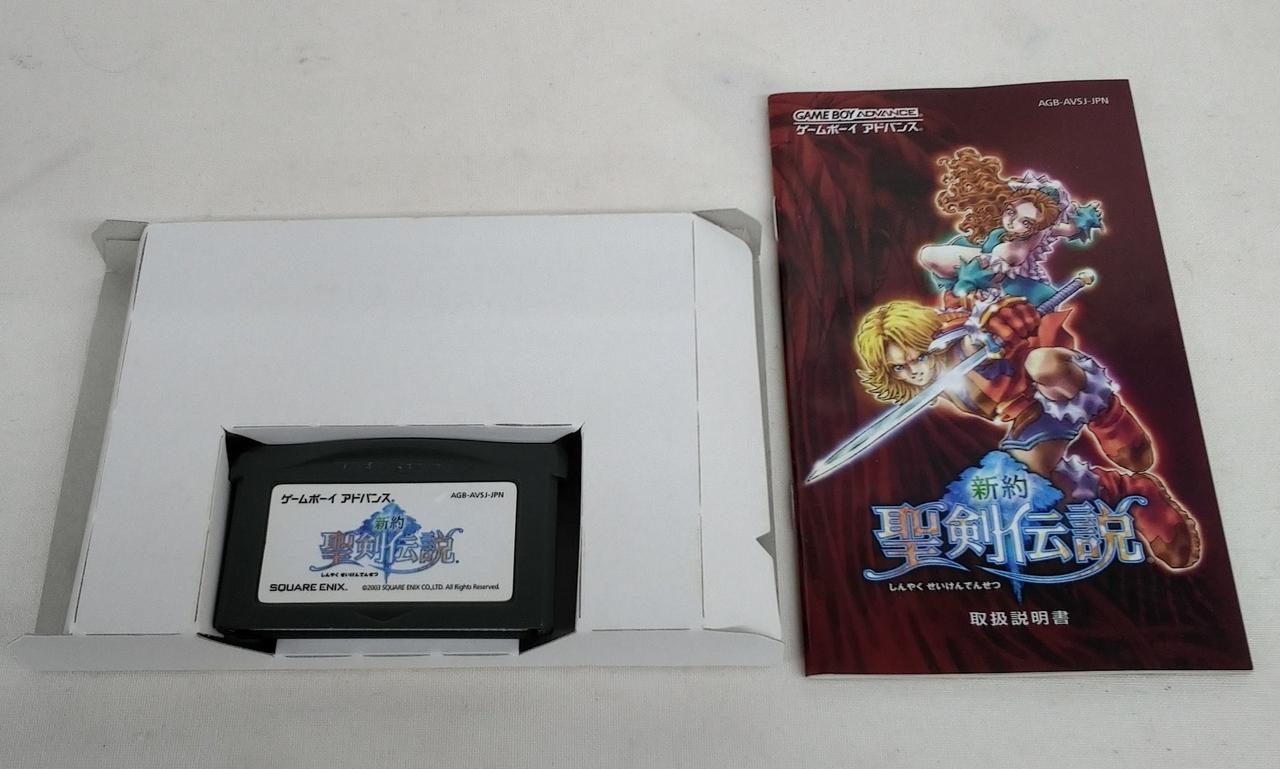 ゲームボーイ アドバンス®
AGB-AVSJ-JPN
新約
聖剣伝説®
しんやく せいけんでんせつ
SQUARE ENIX™
©2003 SQUARE ENIX CO.,LTD. All Rights Reserved.
GAME BOY ADVANCE™
AGB-AVSJ-JPN
ゲームボーイ アドバンス®
新約
聖剣伝説®
しんやく せいけんでんせつ
取扱説明書